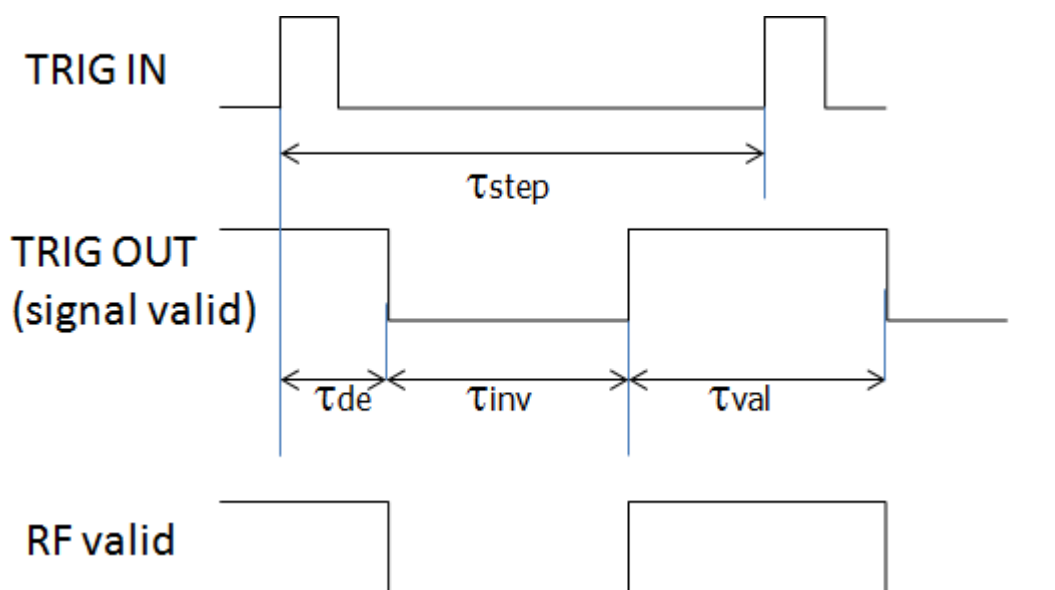 TRIG IN
τstep
TRIG OUT
(signal valid)
τde
τinv
τval
RF valid